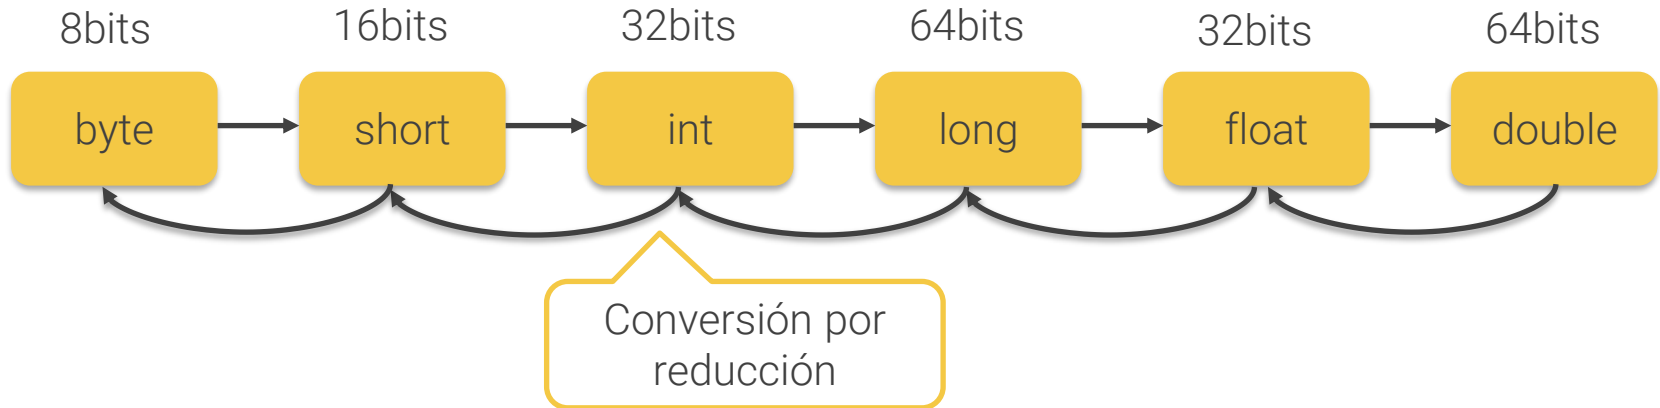 8bits 16bits 32bits 64bits 32bits 64bits
byte short int long float double
Conversión por
reducción